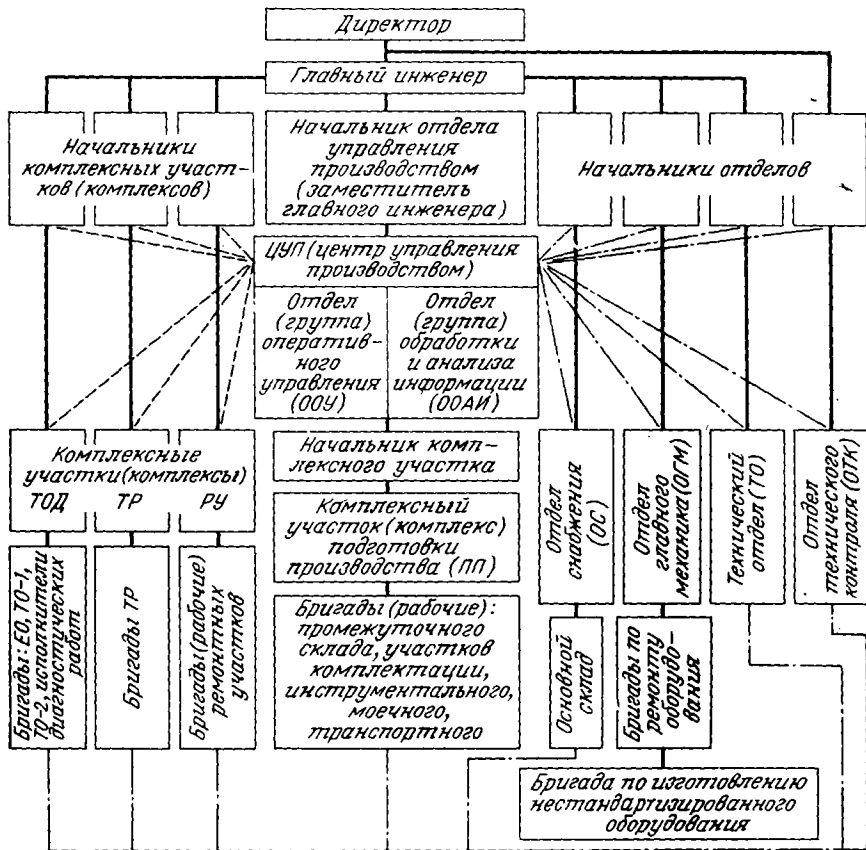 Директор
Главный инженер
Начальники
комплексных участ-
ков (комплексов)
Начальник отдела
управления
производством
(заместитель
главного инженера)
Начальники отделов
ЦУП (центр управления
производством)
Отдел
(группа)
оператив-
ного
управления
(ООУ)
Отдел
(группа)
обработки
и анализа
информации
(ООАИ)
Комплексные
участки (комплексы)
ТОД ТР РУ
Начальник комп-
лексного участка
Комплексный
участок (комплекс)
подготовки
производства (ПП)
Отдел
снабжения
(ОС)
Отдел
главного
механика (ОГМ)
Технический
отдел (ТО)
Отдел
технического
контроля (ОТК)
Бригады: ЕО, ТО-1,
ТО-2, исполнители
диагностических
работ
Бригады ТР
Бригады (рабочие)
ремонтных
участков
Бригады (рабочие):
промежуточного
склада, участков
комплектации,
инструментального,
моечного,
транспортного
Основной
склад
Бригады по
ремонту
оборудо-
вания
Бригада по изготовлению
нестандартизированного
оборудования